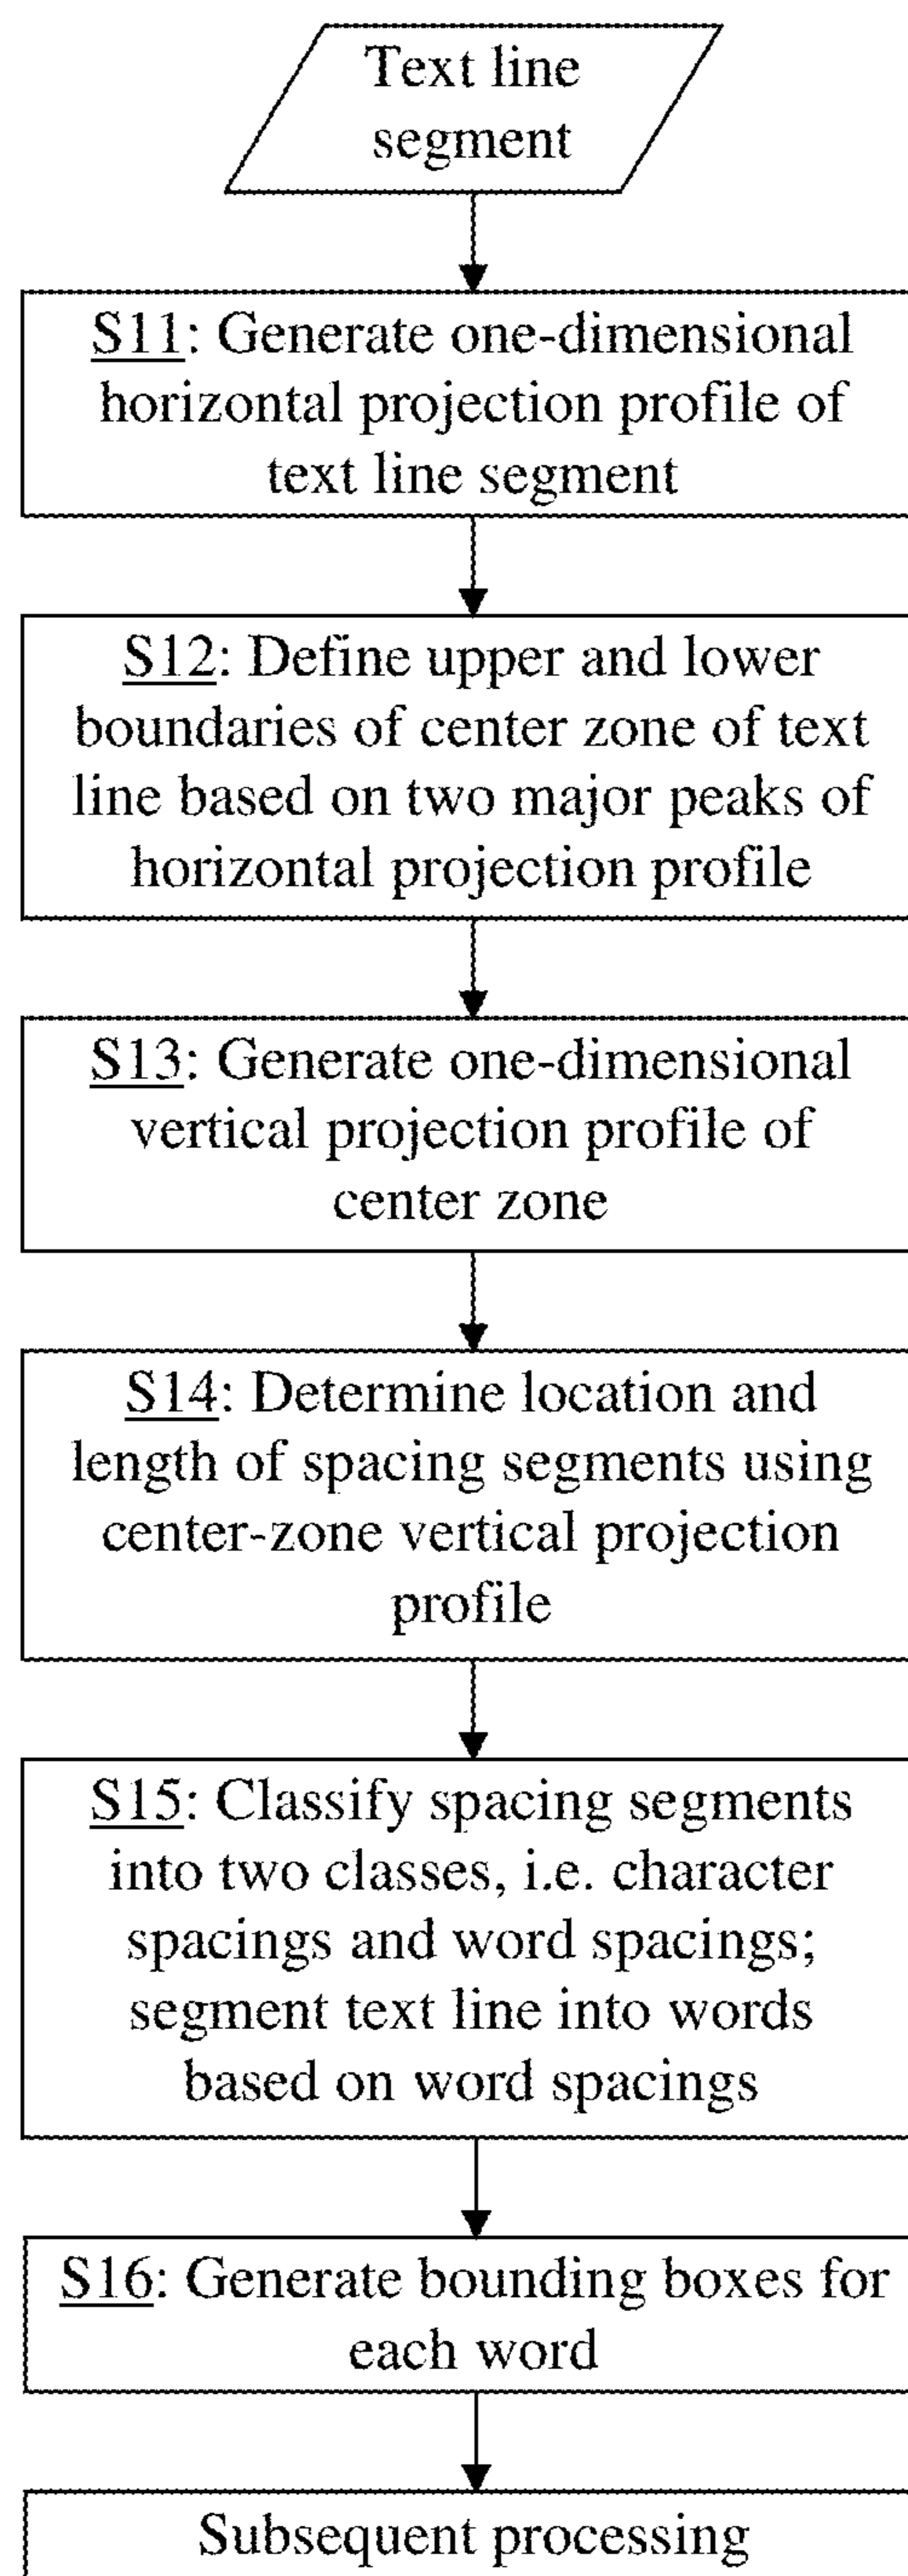 Text line
segment
S11: Generate one-dimensional
horizontal projection profile of
text line segment
S12: Define upper and lower
boundaries of center zone of text
line based on two major peaks of
horizontal projection profile
S13: Generate one-dimensional
vertical projection profile of
center zone
S14: Determine location and
length of spacing segments using
center-zone vertical projection
profile
S15: Classify spacing segments
into two classes, i.e. character
spacings and word spacings;
segment text line into words
based on word spacings
S16: Generate bounding boxes for
each word
Subsequent processing